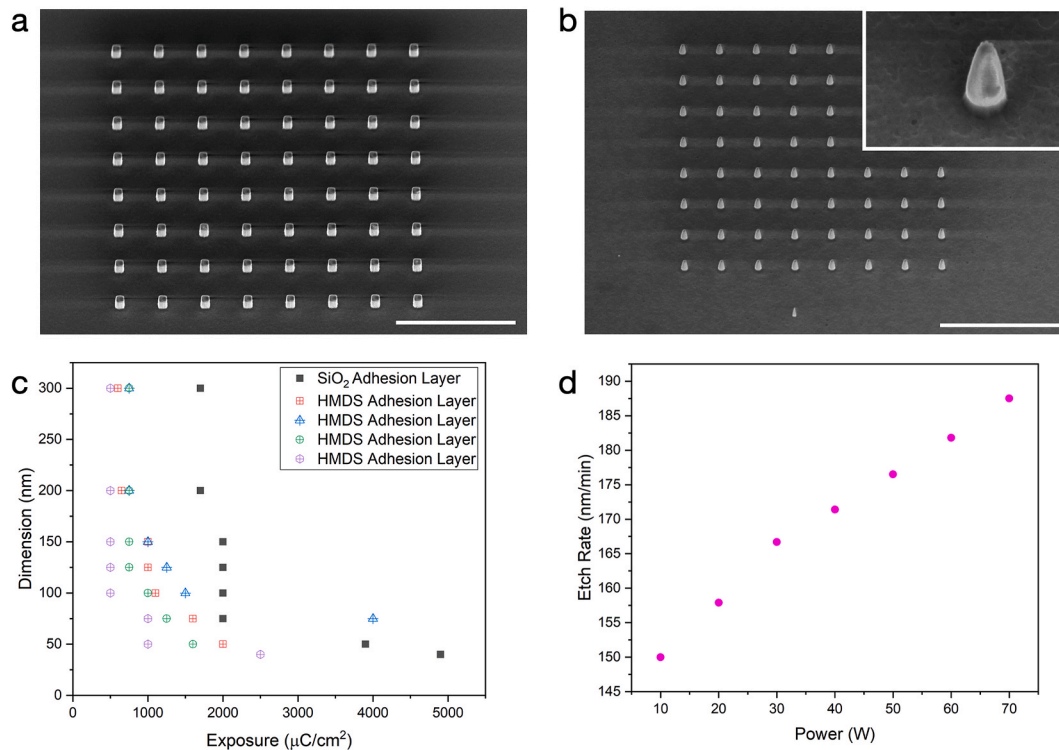 a
b
c
300
250
200
150
100
50
0
Dimension (nm)
0
1000
2000
3000
4000
5000
Exposure (μC/cm²)
SiO₂ Adhesion Layer
HMDS Adhesion Layer
HMDS Adhesion Layer
HMDS Adhesion Layer
HMDS Adhesion Layer
d
190
185
180
175
170
165
160
155
150
145
Etch Rate (nm/min)
10
20
30
40
50
60
70
Power (W)